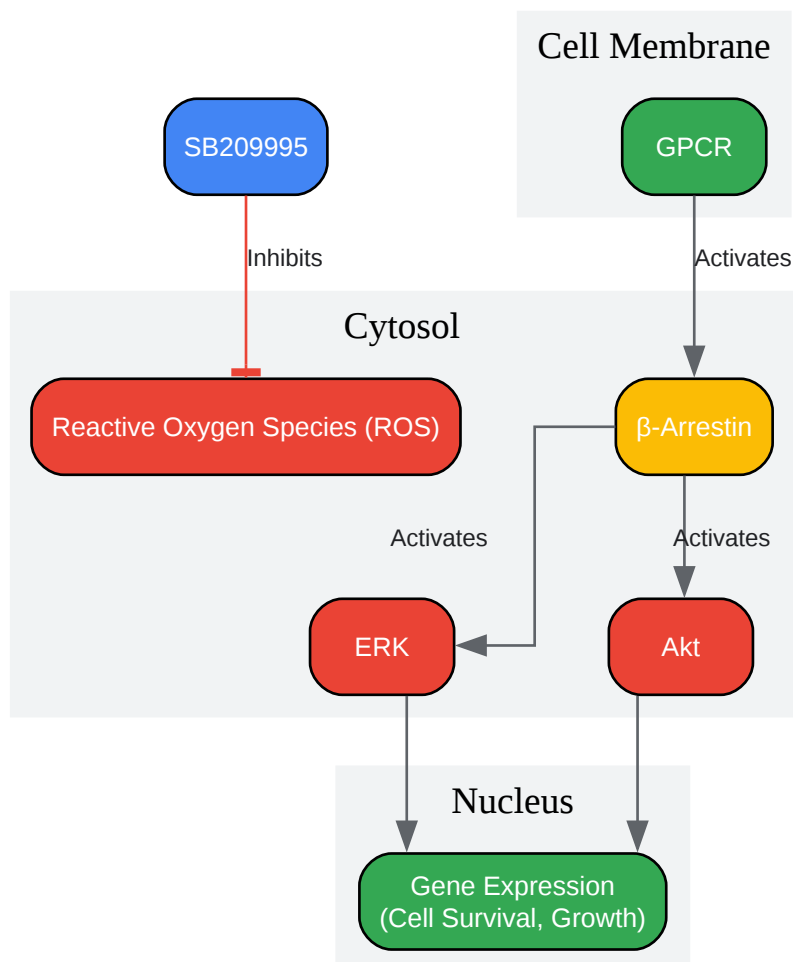 Cell Membrane
SB209995
GPCR
Inhibits
Activates
Cytosol
Reactive Oxygen Species (ROS)
β-Arrestin
Activates
Activates
ERK
Akt
Nucleus
Gene Expression
(Cell Survival, Growth)